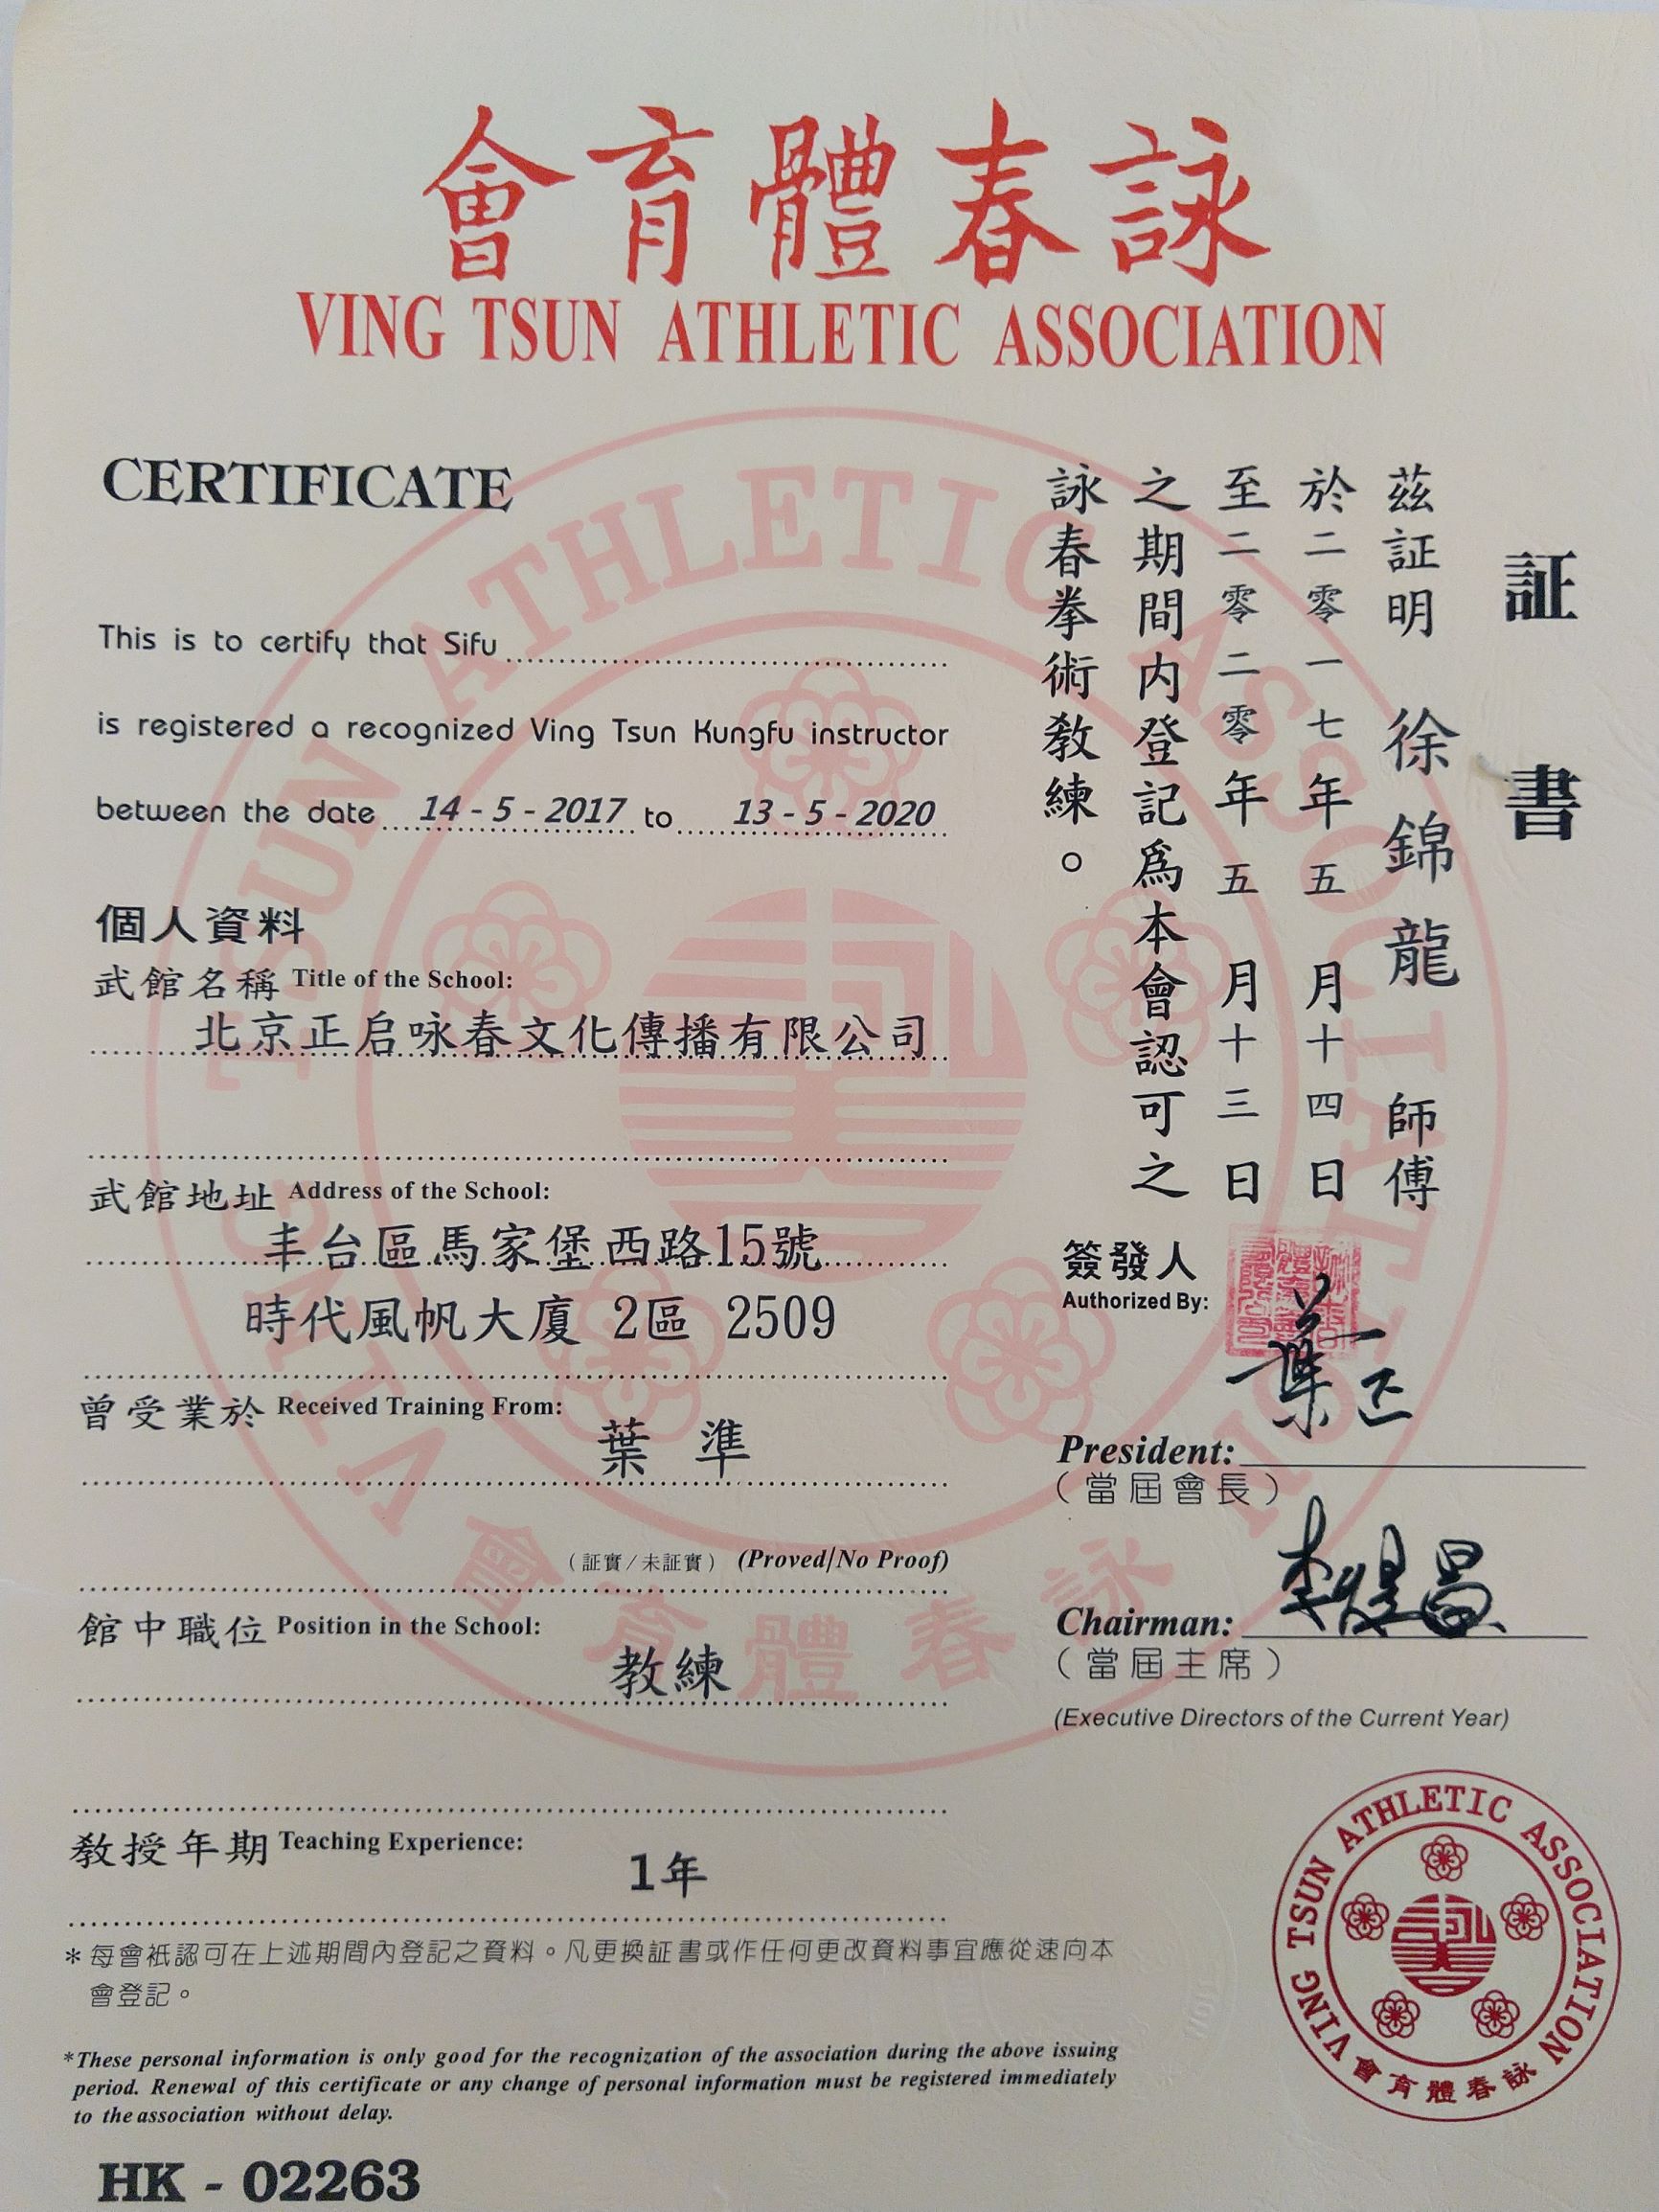 會育體春詠
VING TSUN ATHLETIC ASSOCIATION
証書
茲証明 徐錦龍 師傅
於二零一七年五月十四日
至二零二零年五月十三日
之期間内登記爲本會認可之
詠春拳術教練。
CERTIFICATE
This is to certify that Sifu
is registered a recognized Ving Tsun Kungfu instructor
between the date 14 - 5 - 2017 to 13 - 5 - 2020
個人資料
武館名稱 Title of the School:
北京正启咏春文化傳播有限公司
武館地址 Address of the School:
丰台區馬家堡西路15號
時代風帆大廈 2區 2509
曾受業於 Received Training From:
葉 準
（証實/未証實） (Proved/No Proof)
館中職位 Position in the School:
教練
教授年期 Teaching Experience:
1年
*每會衹認可在上述期間內登記之資料。凡更換証書或作任何更改資料事宜應從速向本
會登記。
*These personal information is only good for the recognization of the association during the above issuing
period. Renewal of this certificate or any change of personal information must be registered immediately
to the association without delay.
HK - 02263
簽發人
Authorized By:
President:
（當屆會長）
Chairman:
（當屆主席）
(Executive Directors of the Current Year)
VING TSUN ATHLETIC ASSOCIATION
會育體春詠
VING TSUN ATHLETIC ASSOCIATION
會育體春詠